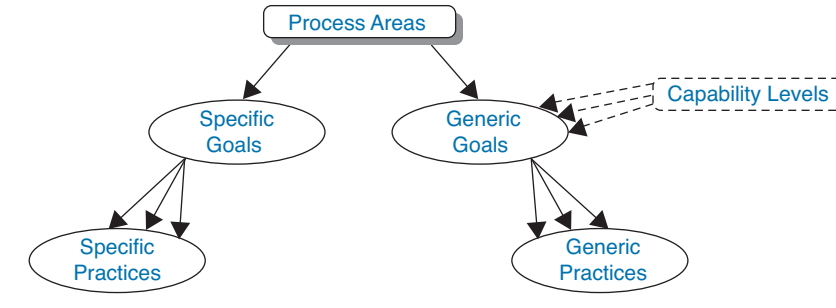 Process Areas
Capability Levels
Specific
Goals
Generic
Goals
Specific
Practices
Generic
Practices